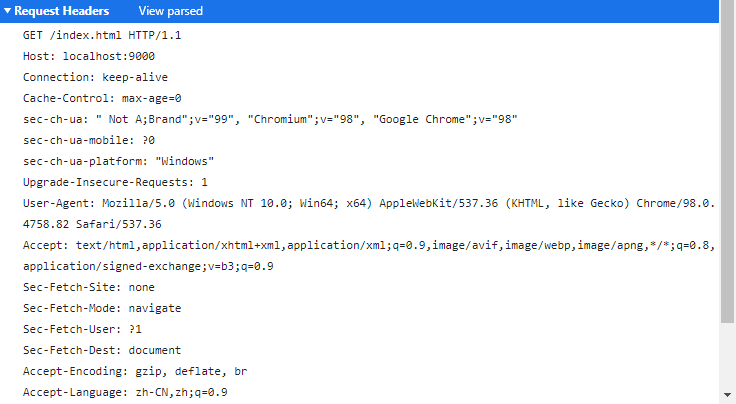 Request Headers View parsed
GET /index.html HTTP/1.1
Host: localhost:9000
Connection: keep-alive
Cache-Control: max-age=0
sec-ch-ua: " Not A;Brand";v="99", "Chromium";v="98", "Google Chrome";v="98"
sec-ch-ua-mobile: ?0
sec-ch-ua-platform: "Windows"
Upgrade-Insecure-Requests: 1
User-Agent: Mozilla/5.0 (Windows NT 10.0; Win64; x64) AppleWebKit/537.36 (KHTML, like Gecko) Chrome/98.0.
4758.82 Safari/537.36
Accept: text/html,application/xhtml+xml,application/xml;q=0.9,image/avif,image/webp,image/apng,*/*;q=0.8,
application/signed-exchange;v=b3;q=0.9
Sec-Fetch-Site: none
Sec-Fetch-Mode: navigate
Sec-Fetch-User: ?1
Sec-Fetch-Dest: document
Accept-Encoding: gzip, deflate, br
Accept-Language: zh-CN,zh;q=0.9